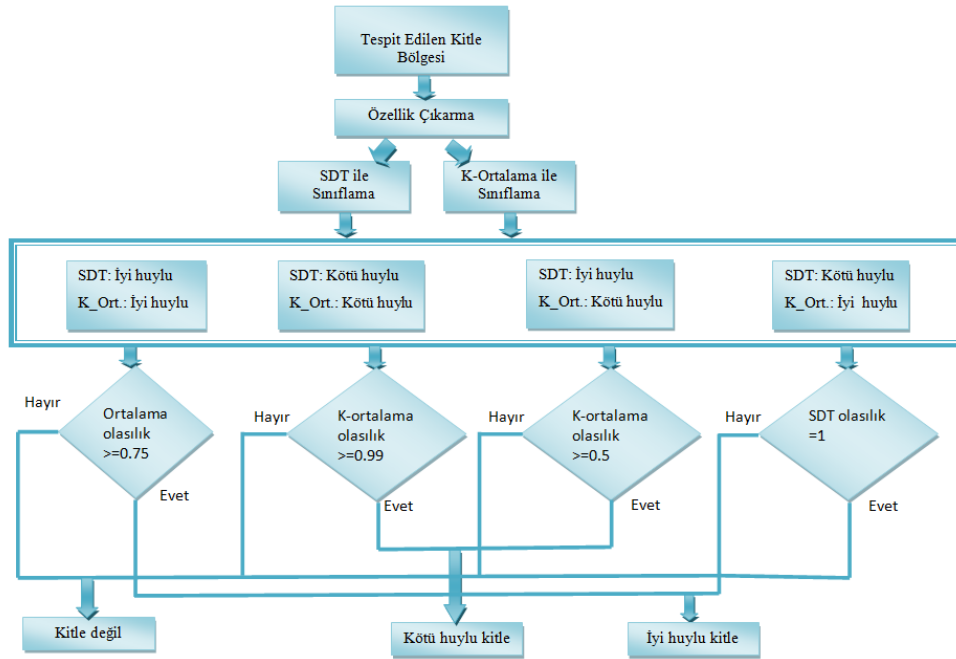 Tespit Edilen Kitle
Bölgesi
Özellik Çıkarma
SDT ile
Sınıflama
K-Ortalama ile
Sınıflama
SDT: İyi huylu
K_Ort.: İyi huylu
SDT: Kötü huylu
K_Ort.: Kötü huylu
SDT: İyi huylu
K_Ort.: Kötü huylu
SDT: Kötü huylu
K_Ort.: İyi huylu
Hayır
Ortalama
olasılık
>=0.75
Evet
Hayır
K-ortalama
olasılık
>=0.99
Evet
Hayır
K-ortalama
olasılık
>=0.5
Evet
Hayır
SDT olasılık
=1
Evet
Kitle değil
Kötü huylu kitle
İyi huylu kitle